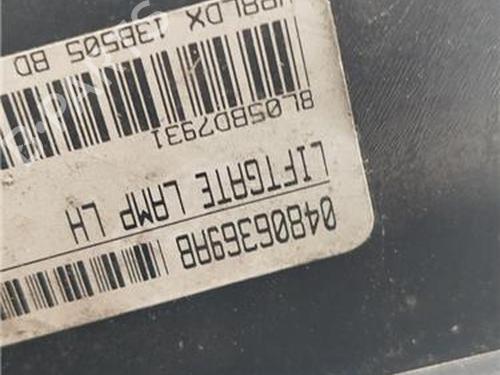 04806369AB
LIFTGATE LAMP LH
8L05BD7931
13B505 BD